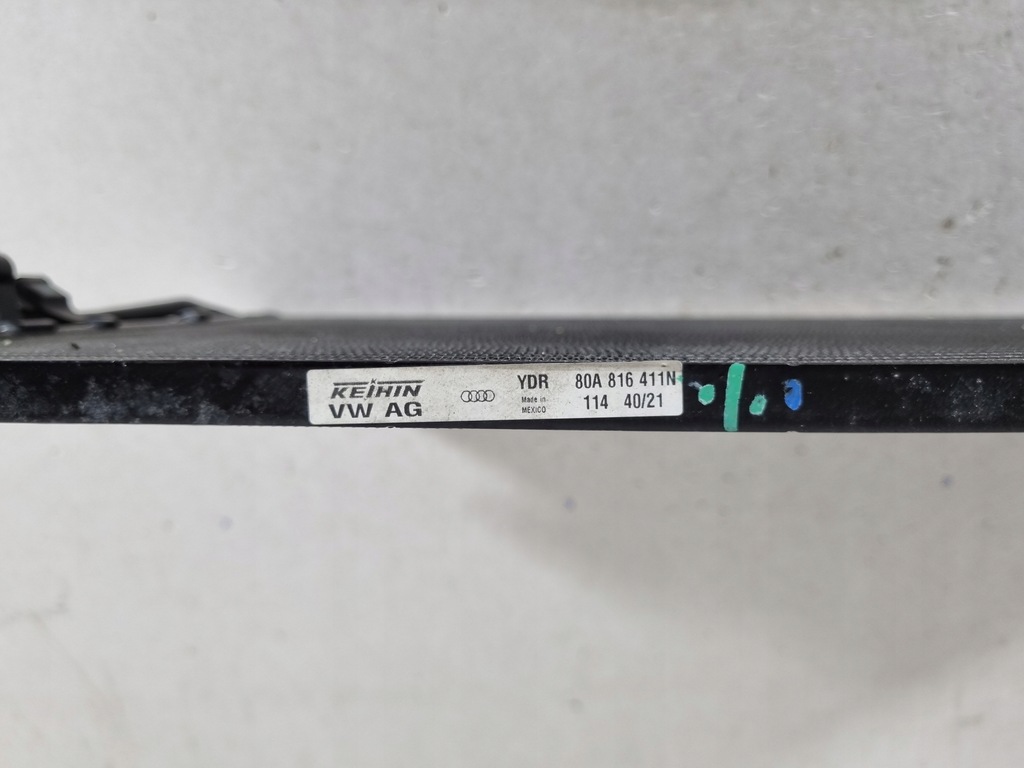 KEIHIN YDR 80A 816 411N
VW AG Made in MEXICO 114 40/21